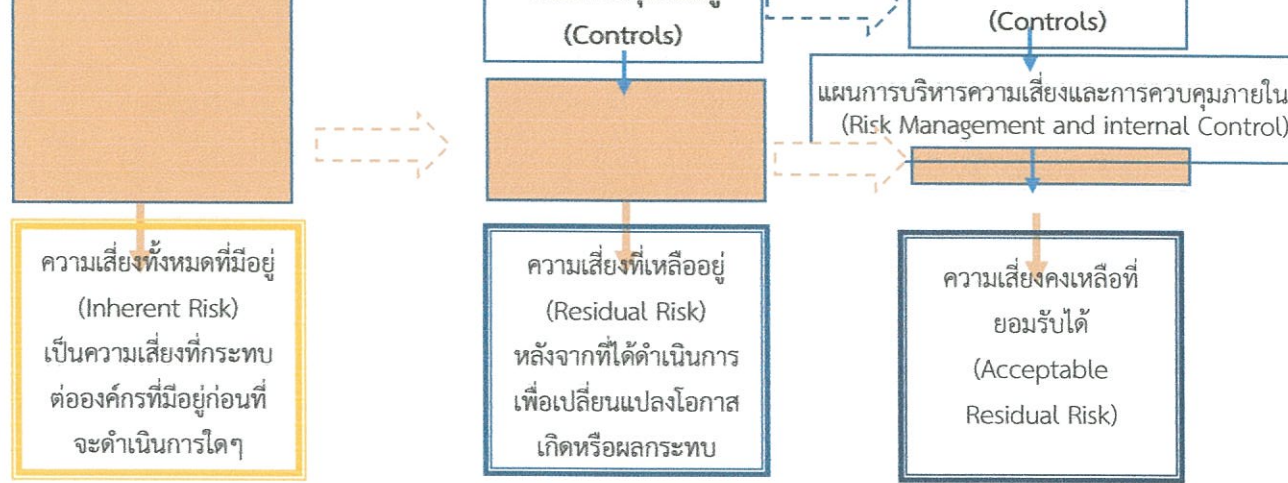 (Controls)
(Controls)
แผนการบริหารความเสี่ยงและการควบคุมภายใน
(Risk Management and internal Control)
ความเสี่ยงทั้งหมดที่มีอยู่
(Inherent Risk)
เป็นความเสี่ยงที่กระทบ
ต่อองค์กรที่มีอยู่ก่อนที่
จะดำเนินการใดๆ
ความเสี่ยงที่เหลืออยู่
(Residual Risk)
หลังจากที่ได้ดำเนินการ
เพื่อเปลี่ยนแปลงโอกาส
เกิดหรือผลกระทบ
ความเสี่ยงคงเหลือที่
ยอมรับได้
(Acceptable
Residual Risk)